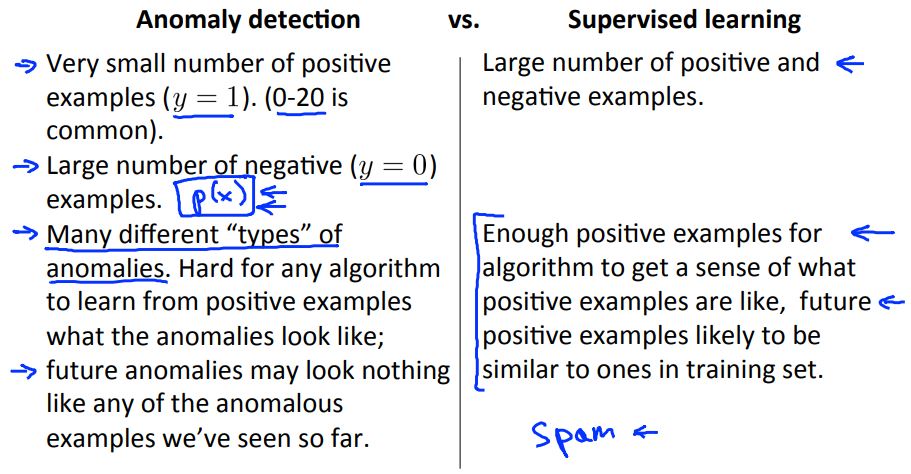 Anomaly detection vs. Supervised learning
Very small number of positive
examples (y = 1). (0-20 is
common).
Large number of negative (y = 0)
examples. p(x)
Many different “types” of
anomalies. Hard for any algorithm
to learn from positive examples
what the anomalies look like;
future anomalies may look nothing
like any of the anomalous
examples we’ve seen so far.
Large number of positive and
negative examples.
Enough positive examples for
algorithm to get a sense of what
positive examples are like, future
positive examples likely to be
similar to ones in training set.
Spam